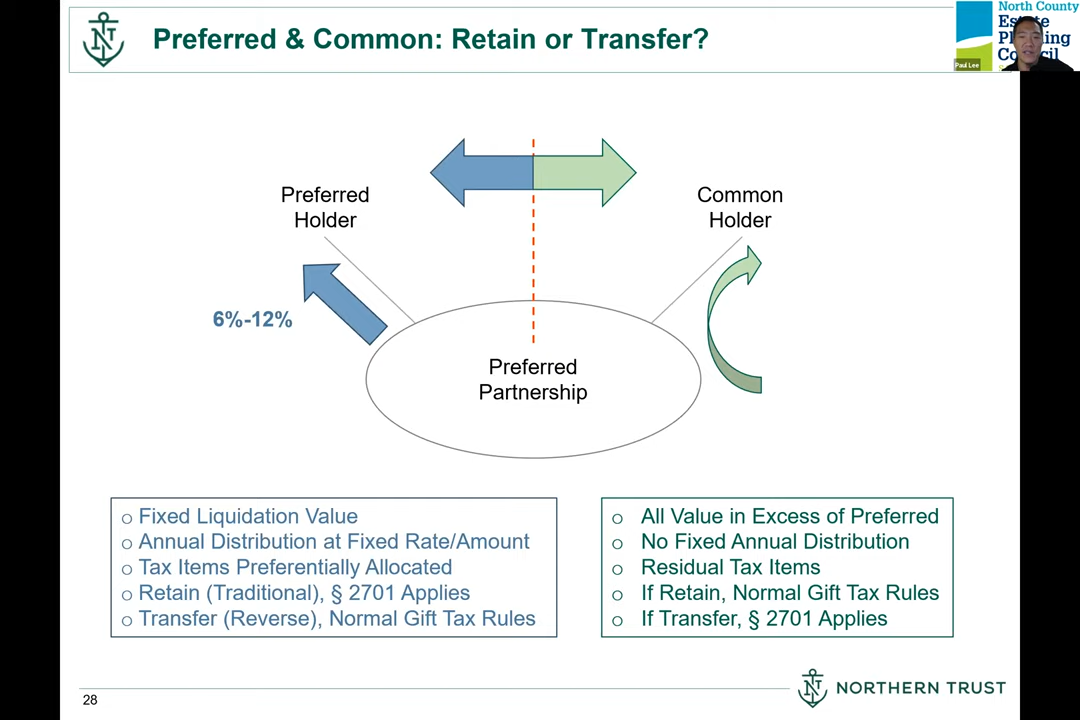 Preferred & Common: Retain or Transfer?
North County
Estate
Paul Lee
Preferred
Holder
Common
Holder
6%-12%
Preferred
Partnership
o Fixed Liquidation Value
o Annual Distribution at Fixed Rate/Amount
o Tax Items Preferentially Allocated
o Retain (Traditional), § 2701 Applies
o Transfer (Reverse), Normal Gift Tax Rules
o All Value in Excess of Preferred
o No Fixed Annual Distribution
o Residual Tax Items
o If Retain, Normal Gift Tax Rules
o If Transfer, § 2701 Applies
28
NORTHERN TRUST